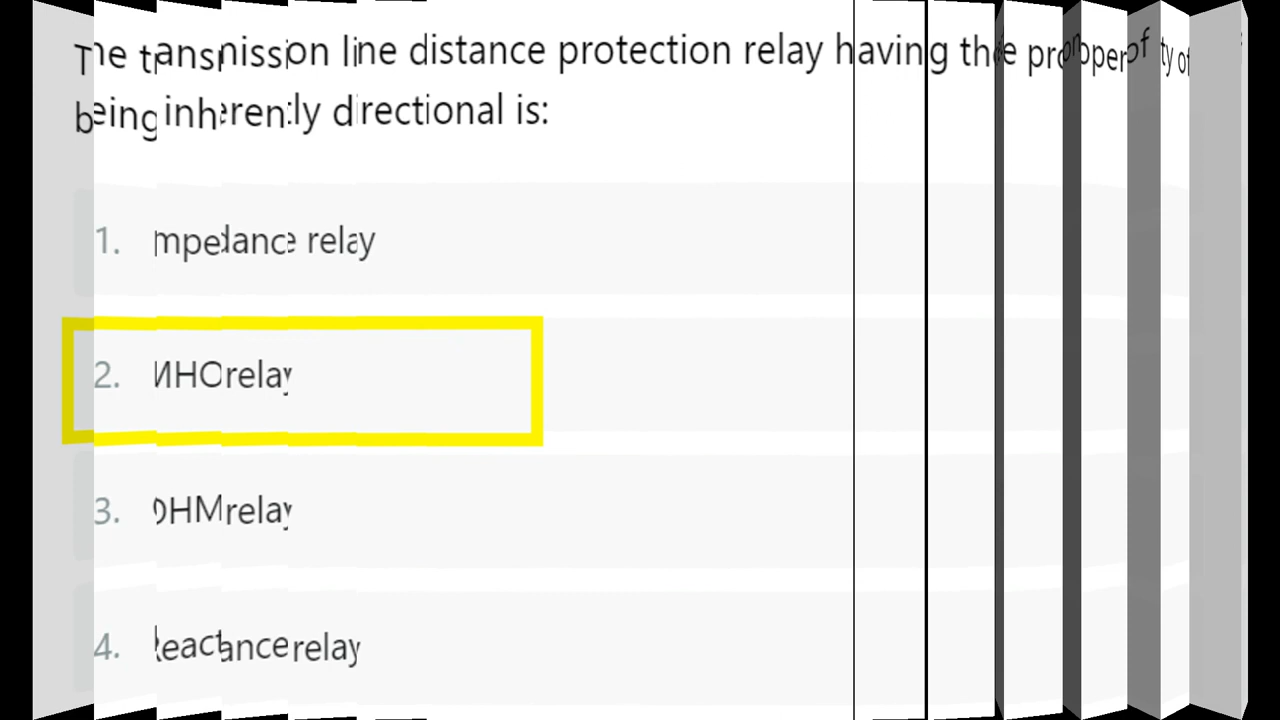 The transmission line distance protection relay having the property of
being inherently directional is:
1. Impedance relay
2. MHO relay
3. OHM relay
4. Reactance relay